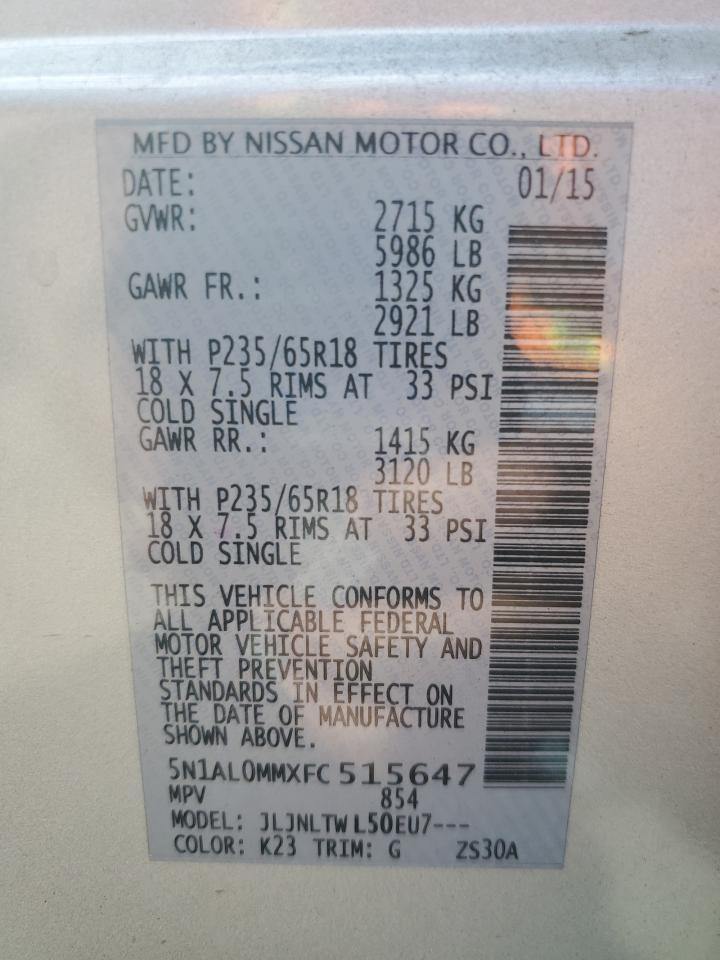 MFD BY NISSAN MOTOR CO., LTD.
DATE: 01/15
GVWR: 2715 KG
5986 LB
GAWR FR.: 1325 KG
2921 LB
WITH P235/65R18 TIRES
18 X 7.5 RIMS AT 33 PSI
COLD SINGLE
GAWR RR.: 1415 KG
3120 LB
WITH P235/65R18 TIRES
18 X 7.5 RIMS AT 33 PSI
COLD SINGLE
THIS VEHICLE CONFORMS TO
ALL APPLICABLE FEDERAL
MOTOR VEHICLE SAFETY AND
THEFT PREVENTION
STANDARDS IN EFFECT ON
THE DATE OF MANUFACTURE
SHOWN ABOVE.
5N1AL0MMXFC 515647
MPV 854
MODEL: JLJNLTW L50EU7---
COLOR: K23 TRIM: G ZS30A